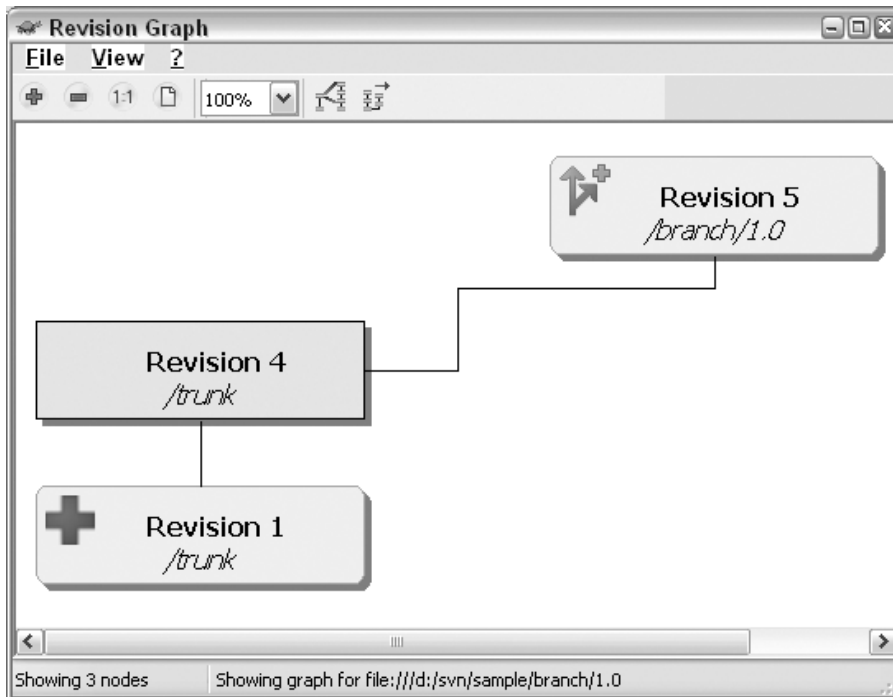 Revision Graph
File View ?
1:1 100%
Revision 5
/branch/1.0
Revision 4
/trunk
Revision 1
/trunk
Showing 3 nodes Showing graph for file:///d:/svn/sample/branch/1.0